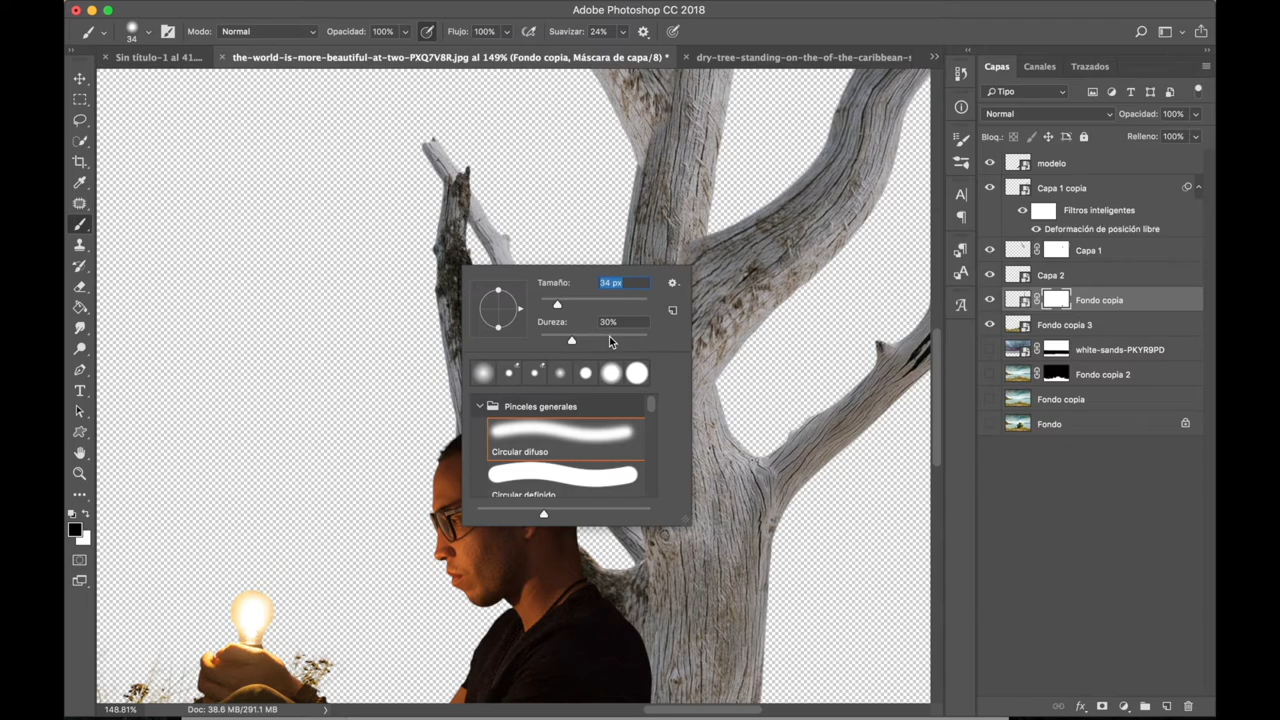 Adobe Photoshop CC 2018
34
Modo: Normal Opacidad: 100% Flujo: 100% Suavizar: 24%
Sin título-1 al 41.... the-world-is-more-beautiful-at-two-PXQ7V8R.jpg al 149% (Fondo copia, Máscara de capa/8) * dry-tree-standing-on-the-of-the-caribbean-s
Capas Canales Trazados
Tipo
Normal Opacidad: 100%
Bloq.: Relleno: 100%
modelo
Capa 1 copia
Filtros inteligentes
Deformación de posición libre
Capa 1
Capa 2
Fondo copia
Fondo copia 3
white-sands-PKYR9PD
Fondo copia 2
Fondo copia
Fondo
Tamaño: 34 px
Dureza: 30%
Pinceles generales
Circular difuso
Circular definido
148.81% Doc: 38.6 MB/291.1 MB